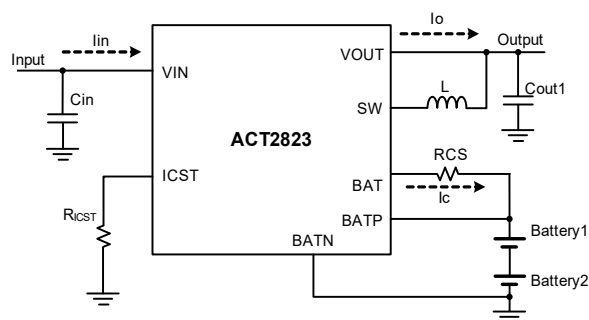 Iin
Io
Input
VIN
VOUT
Output
Cin
L
Cout1
SW
ACT2823
RCS
ICST
BAT
Ic
RICST
BATP
BATN
Battery1
Battery2